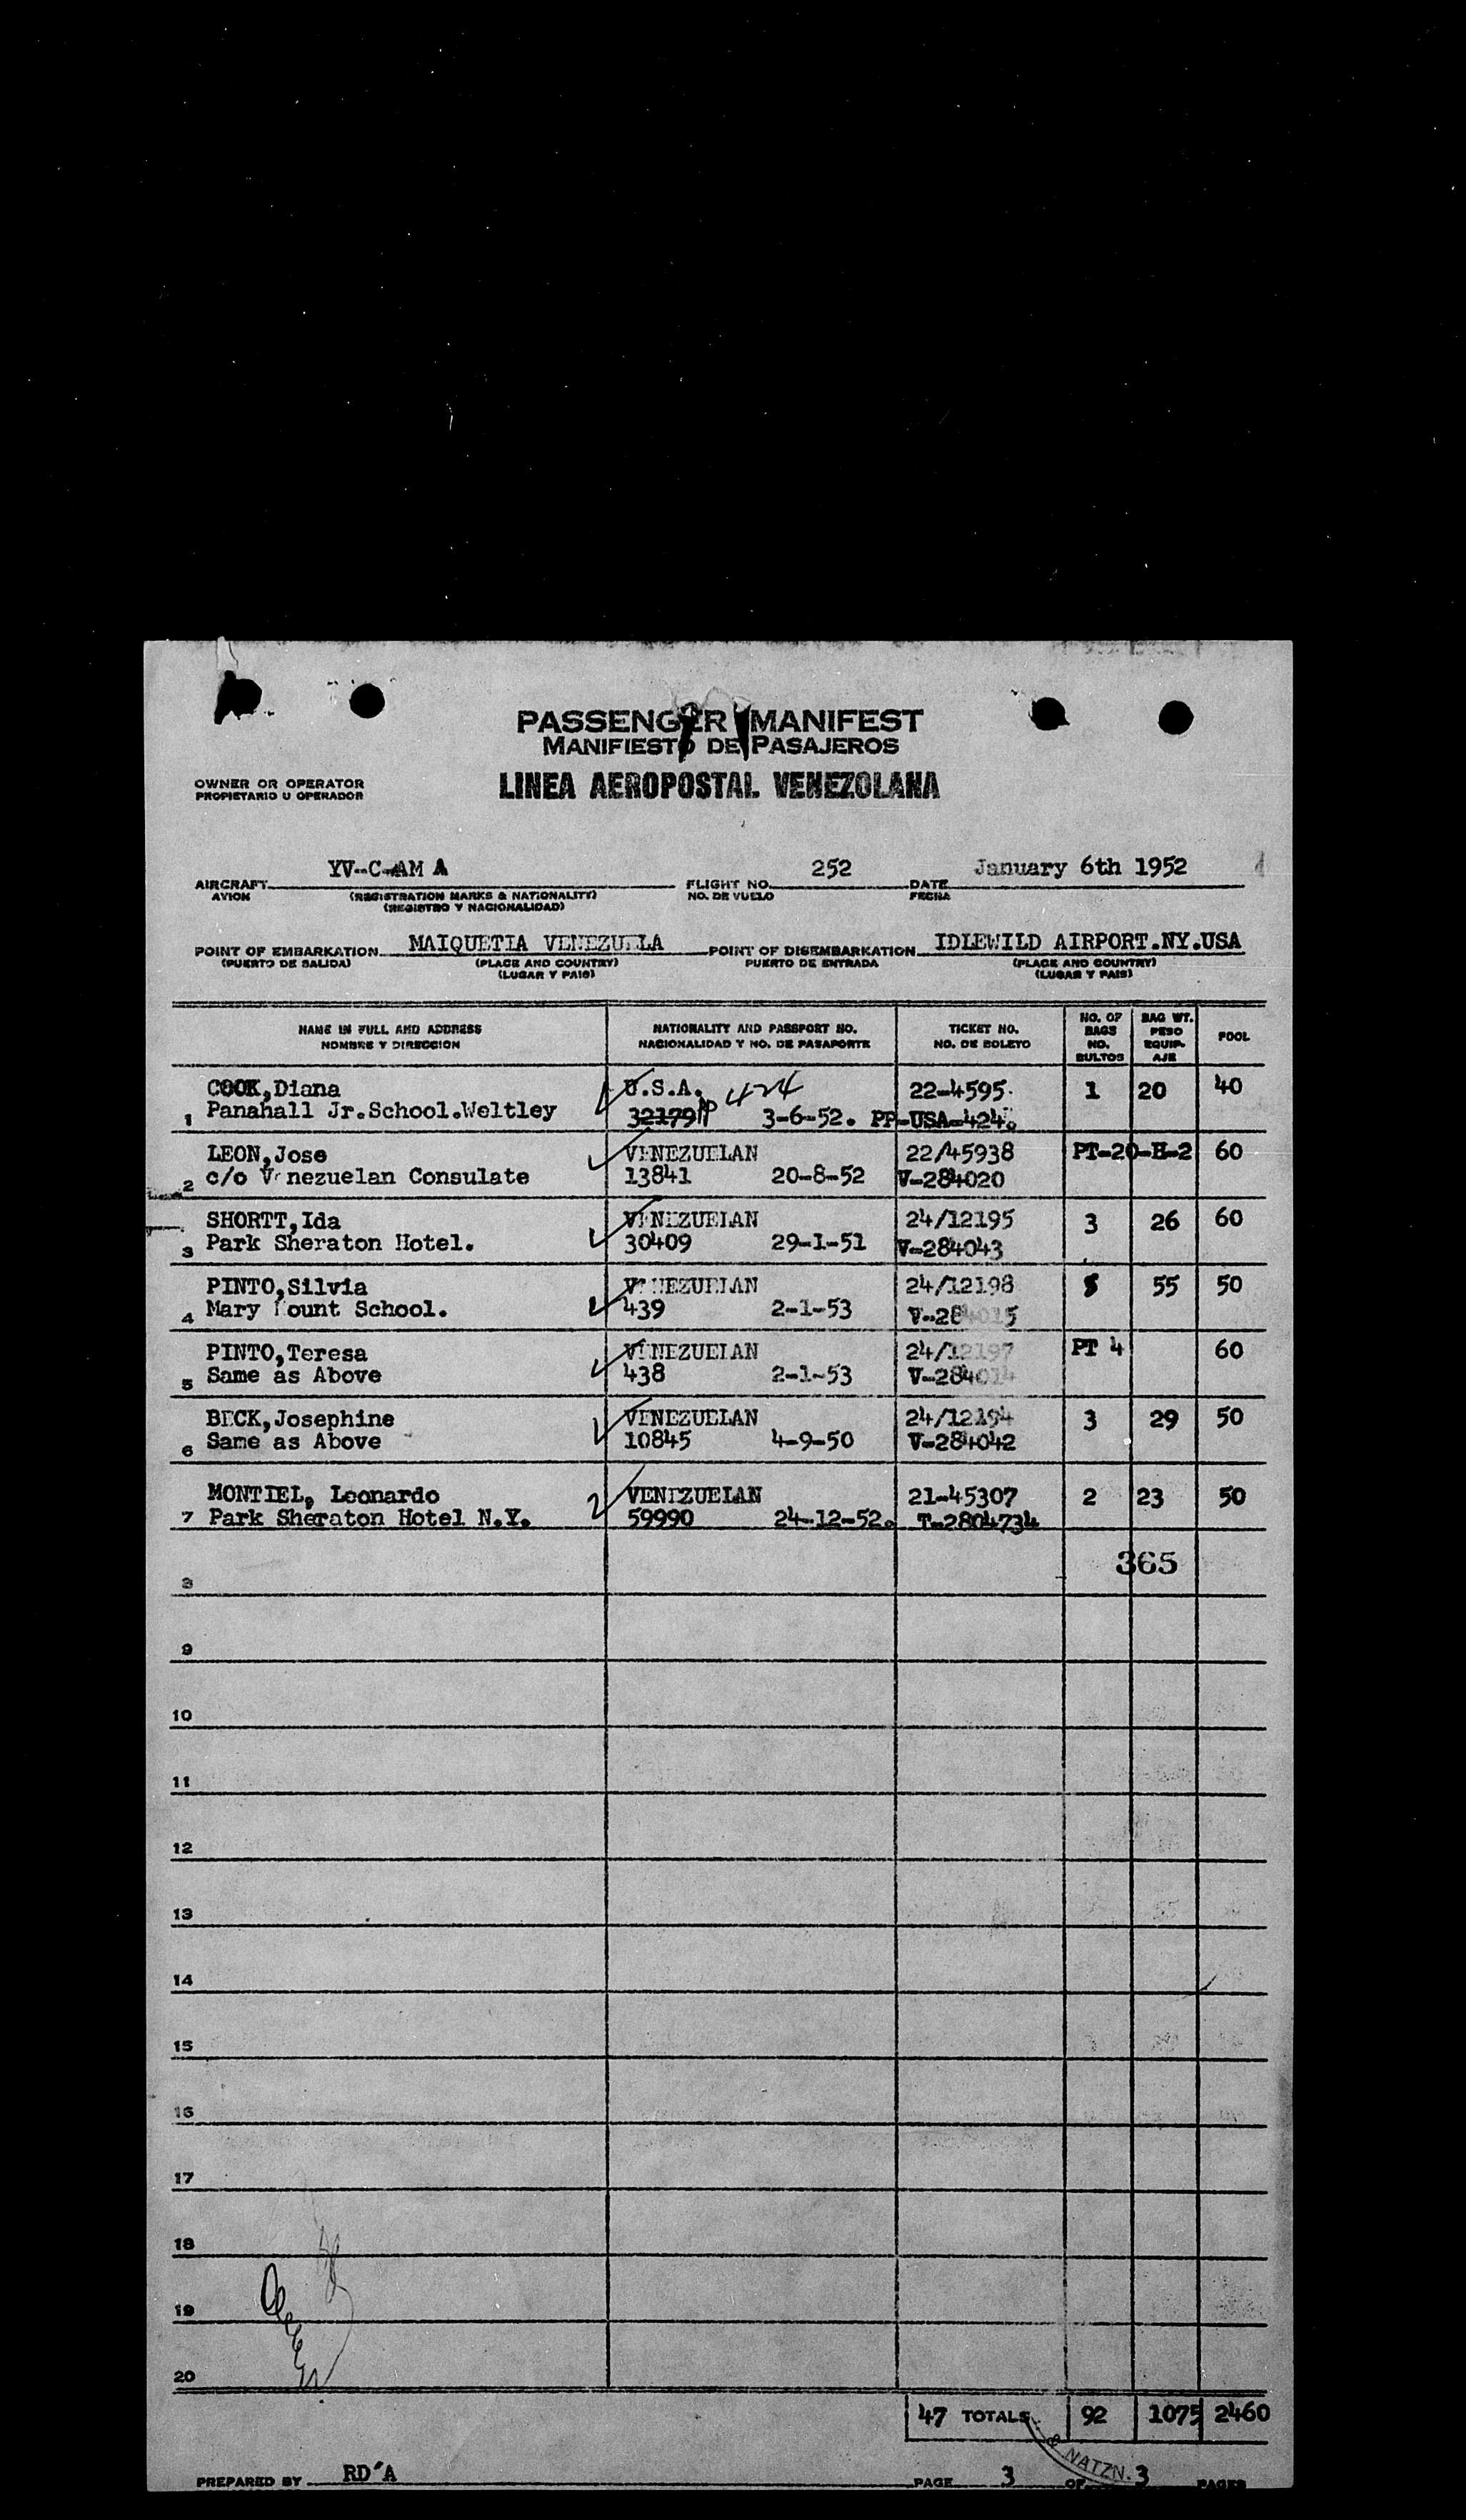 PASSENGER MANIFEST
MANIFIESTO DE PASAJEROS
OWNER OR OPERATOR
PROPIETARIO U OPERADOR
LINEA AEROPOSTAL VENEZOLANA
YV-C-AM A 252 January 6th 1952
AIRCRAFT FLIGHT NO. DATE
AVION (REGISTRATION MARKS & NATIONALITY) NO. DE VUELO FECHA
(REGISTRO Y NACIONALIDAD)
POINT OF EMBARKATION MAIQUETIA VENEZUELA POINT OF DISEMBARKATION IDLEWILD AIRPORT.NY.USA
(PUERTO DE SALIDA) (PLACE AND COUNTRY) PUERTO DE ENTRADA (PLACE AND COUNTRY)
(LUGAR Y PAIS) (LUGAR Y PAIS)
NAME IN FULL AND ADDRESS NATIONALITY AND PASSPORT NO. TICKET NO. NO. OF BAGS BAG WT. POOL
NOMBRE Y DIRECCION NACIONALIDAD Y NO. DE PASAPORTE NO. DE BOLETO NO. BULTOS PESO EQUIP-AJE
COOK,Diana U.S.A. 424 22-4595. 1 20 40
1 Panahall Jr.School.Weltley 32179 PP 3-6-52. PP-USA-424.
LEON,Jose VENEZUELAN 22/45938 PT-20-H-2 60
2 c/o Venezuelan Consulate 13841 20-8-52 V-284020
SHORTT,Ida VENEZUELAN 24/12195 3 26 60
3 Park Sheraton Hotel. 30409 29-1-51 V-284043
PINTO,Silvia VENEZUELAN 24/12198 55 50
4 Mary Mount School. 439 2-1-53 V-284015
PINTO,Teresa VENEZUELAN 24/12197 PT 4 60
5 Same as Above 438 2-1-53 V-284014
BECK,Josephine VENEZUELAN 24/12194 3 29 50
6 Same as Above 10845 4-9-50 V-284042
MONTIEL, Leonardo VENEZUELAN 21-45307 2 23 50
7 Park Sheraton Hotel N.Y. 59990 24-12-52. T-2804734
365
8
9
10
11
12
13
14
15
16
17
18
19
20
47 TOTALS 92 1075 2460
& NATZN.
PREPARED BY RD'A PAGE 3 OF 3 PAGES